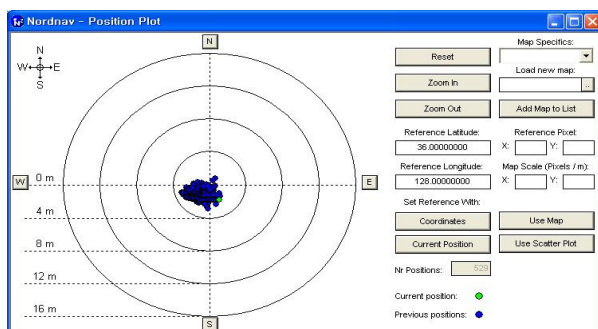 Nordnav - Position Plot
N
W E
S
N
W
E
S
0 m
4 m
8 m
12 m
16 m
Reset
Zoom In
Zoom Out
Map Specifics:
Load new map:
..
Add Map to List
Reference Latitude:
36.00000000
Reference Pixel:
X: Y:
Reference Longitude:
128.00000000
Map Scale (Pixels / m):
X: Y:
Set Reference With:
Coordinates
Use Map
Current Position
Use Scatter Plot
Nr Positions: 529
Current position:
Previous positions: